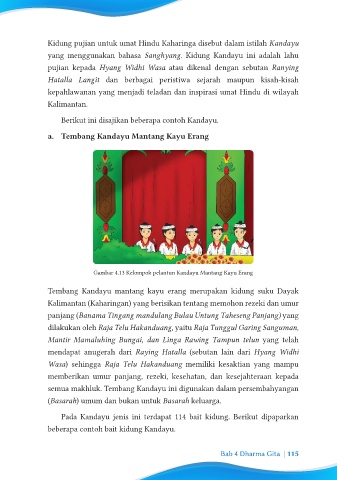 Kidung pujian untuk umat Hindu Kaharinga disebut dalam istilah Kandayu
yang menggunakan bahasa Sanghyang. Kidung Kandayu ini adalah lahu
pujian kepada Hyang Widhi Wasa atau dikenal dengan sebutan Ranying
Hatalla Langit dan berbagai peristiwa sejarah maupun kisah-kisah
kepahlawanan yang menjadi teladan dan inspirasi umat Hindu di wilayah
Kalimantan.
Berikut ini disajikan beberapa contoh Kandayu.
a. Tembang Kandayu Mantang Kayu Erang
Gambar 4.13 Kelompok pelantun Kandayu Mantang Kayu Erang
Tembang Kandayu mantang kayu erang merupakan kidung suku Dayak
Kalimantan (Kaharingan) yang berisikan tentang memohon rezeki dan umur
panjang (Banama Tingang mandulang Bulau Untung Taheseng Panjang) yang
dilakukan oleh Raja Telu Hakanduang, yaitu Raja Tunggul Garing Sanguman,
Mantir Mamaluhing Bungai, dan Linga Rawing Tampun telun yang telah
mendapat anugerah dari Raying Hatalla (sebutan lain dari Hyang Widhi
Wasa) sehingga Raja Telu Hakanduang memiliki kesaktian yang mampu
memberikan umur panjang, rezeki, kesehatan, dan kesejahteraan kepada
semua makhluk. Tembang Kandayu ini digunakan dalam persembahyangan
(Basarah) umum dan bukan untuk Basarah keluarga.
Pada Kandayu jenis ini terdapat 114 bait kidung. Berikut dipaparkan
beberapa contoh bait kidung Kandayu.
Bab 4 Dharma Gita | 115